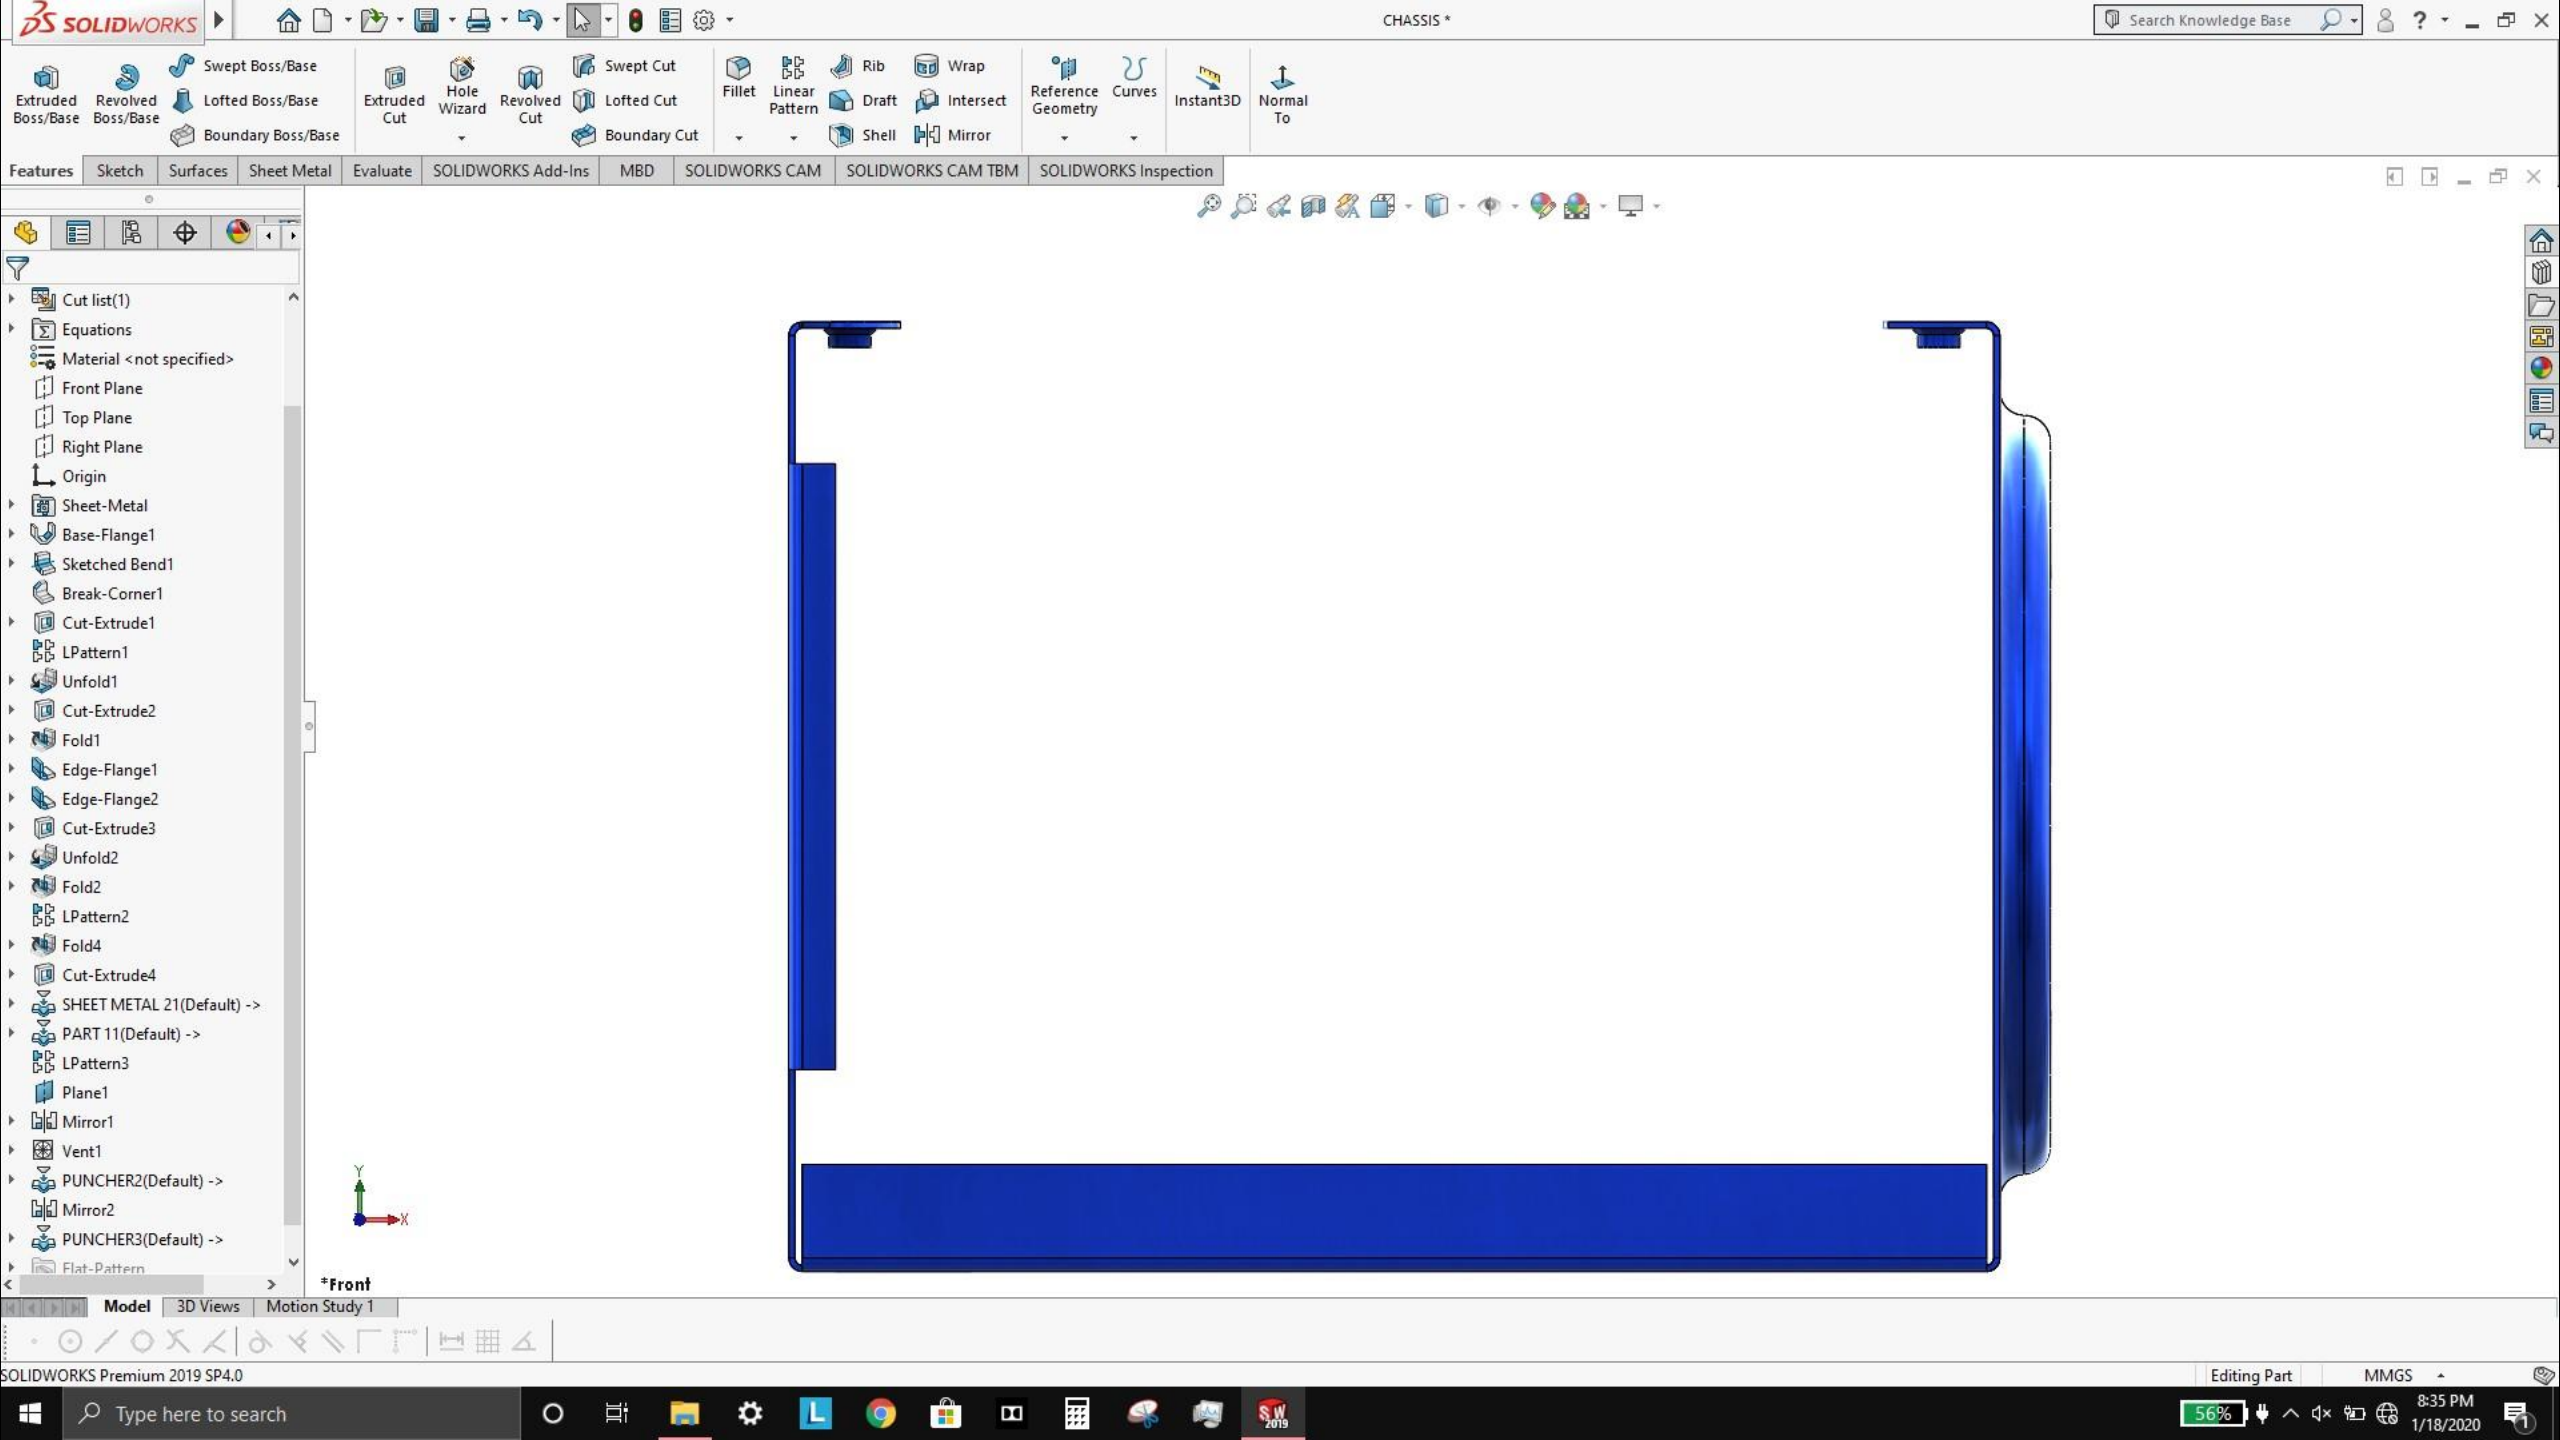 SOLIDWORKS
CHASSIS *
Search Knowledge Base
?
Extruded Boss/Base
Revolved Boss/Base
Swept Boss/Base
Lofted Boss/Base
Boundary Boss/Base
Extruded Cut
Hole Wizard
Revolved Cut
Swept Cut
Lofted Cut
Boundary Cut
Fillet
Linear Pattern
Rib
Draft
Shell
Wrap
Intersect
Mirror
Reference Geometry
Curves
Instant3D
Normal To
Features
Sketch
Surfaces
Sheet Metal
Evaluate
SOLIDWORKS Add-Ins
MBD
SOLIDWORKS CAM
SOLIDWORKS CAM TBM
SOLIDWORKS Inspection
Cut list(1)
Equations
Material <not specified>
Front Plane
Top Plane
Right Plane
Origin
Sheet-Metal
Base-Flange1
Sketched Bend1
Break-Corner1
Cut-Extrude1
LPattern1
Unfold1
Cut-Extrude2
Fold1
Edge-Flange1
Edge-Flange2
Cut-Extrude3
Unfold2
Fold2
LPattern2
Fold4
Cut-Extrude4
SHEET METAL 21(Default) ->
PART 11(Default) ->
LPattern3
Plane1
Mirror1
Vent1
PUNCHER2(Default) ->
Mirror2
PUNCHER3(Default) ->
Flat-Pattern
Y
X
*Front
Model
3D Views
Motion Study 1
SOLIDWORKS Premium 2019 SP4.0
Editing Part
MMGS
Type here to search
L
SW
2019
56%
8:35 PM
1/18/2020
1